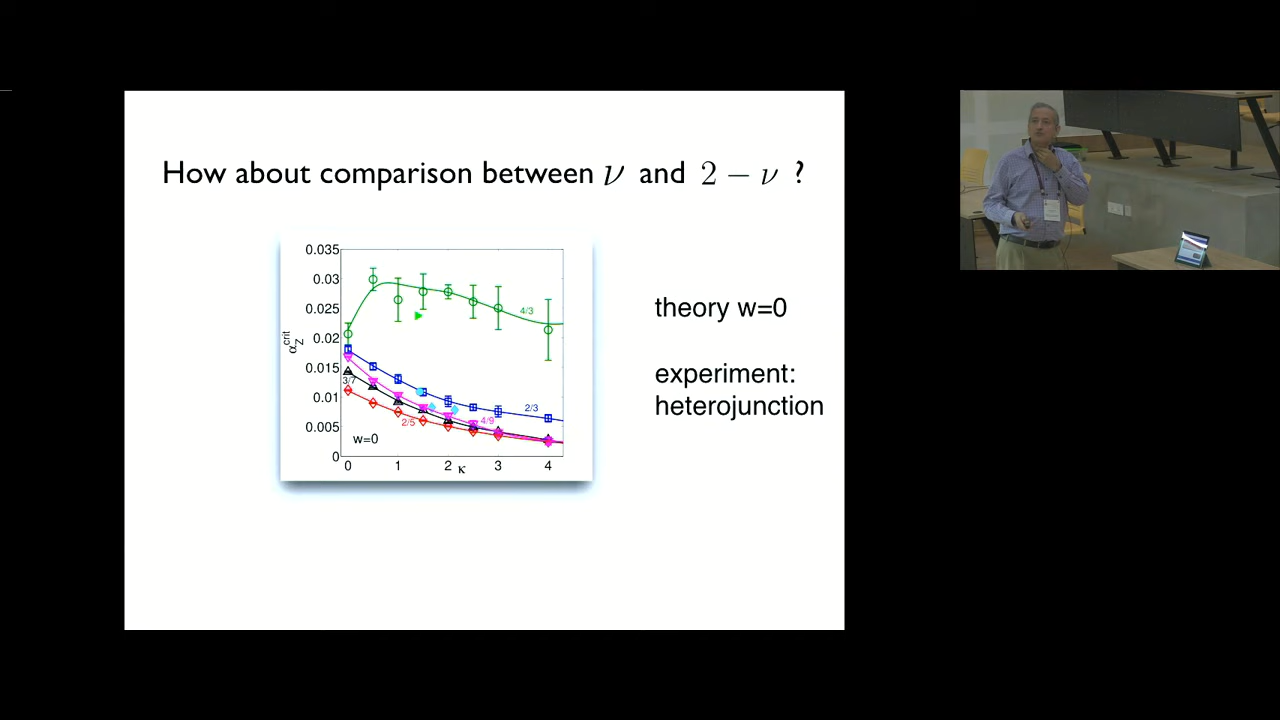 How about comparison between ν and 2 − ν ?
0.035
0.03
0.025
0.02
0.015
0.01
0.005
0
α_Z^crit
4/3
2/3
3/7
2/5
4/9
w=0
0 1 2 κ 3 4
theory w=0
experiment:
heterojunction